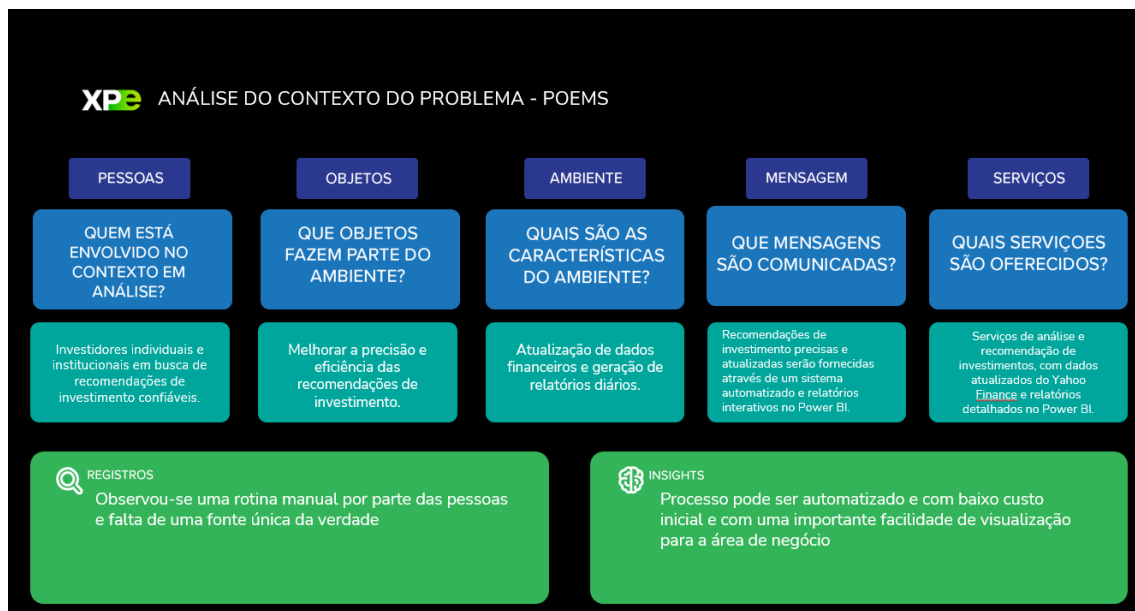 XPe ANÁLISE DO CONTEXTO DO PROBLEMA - POEMS
PESSOAS
OBJETOS
AMBIENTE
MENSAGEM
SERVIÇOS
QUEM ESTÁ
ENVOLVIDO NO
CONTEXTO EM
ANÁLISE?
QUE OBJETOS
FAZEM PARTE DO
AMBIENTE?
QUAIS SÃO AS
CARACTERÍSTICAS
DO AMBIENTE?
QUE MENSAGENS
SÃO COMUNICADAS?
QUAIS SERVIÇOES
SÃO OFERECIDOS?
Investidores individuais e
institucionais em busca de
recomendações de
investimento confiáveis.
Melhorar a precisão e
eficiência das
recomendações de
investimento.
Atualização de dados
financeiros e geração de
relatórios diários.
Recomendações de
investimento precisas e
atualizadas serão fornecidas
através de um sistema
automatizado e relatórios
interativos no Power BI.
Serviços de análise e
recomendação de
investimentos, com dados
atualizados do Yahoo
Finance e relatórios
detalhados no Power BI.
REGISTROS
Observou-se uma rotina manual por parte das pessoas
e falta de uma fonte única da verdade
INSIGHTS
Processo pode ser automatizado e com baixo custo
inicial e com uma importante facilidade de visualização
para a área de negócio